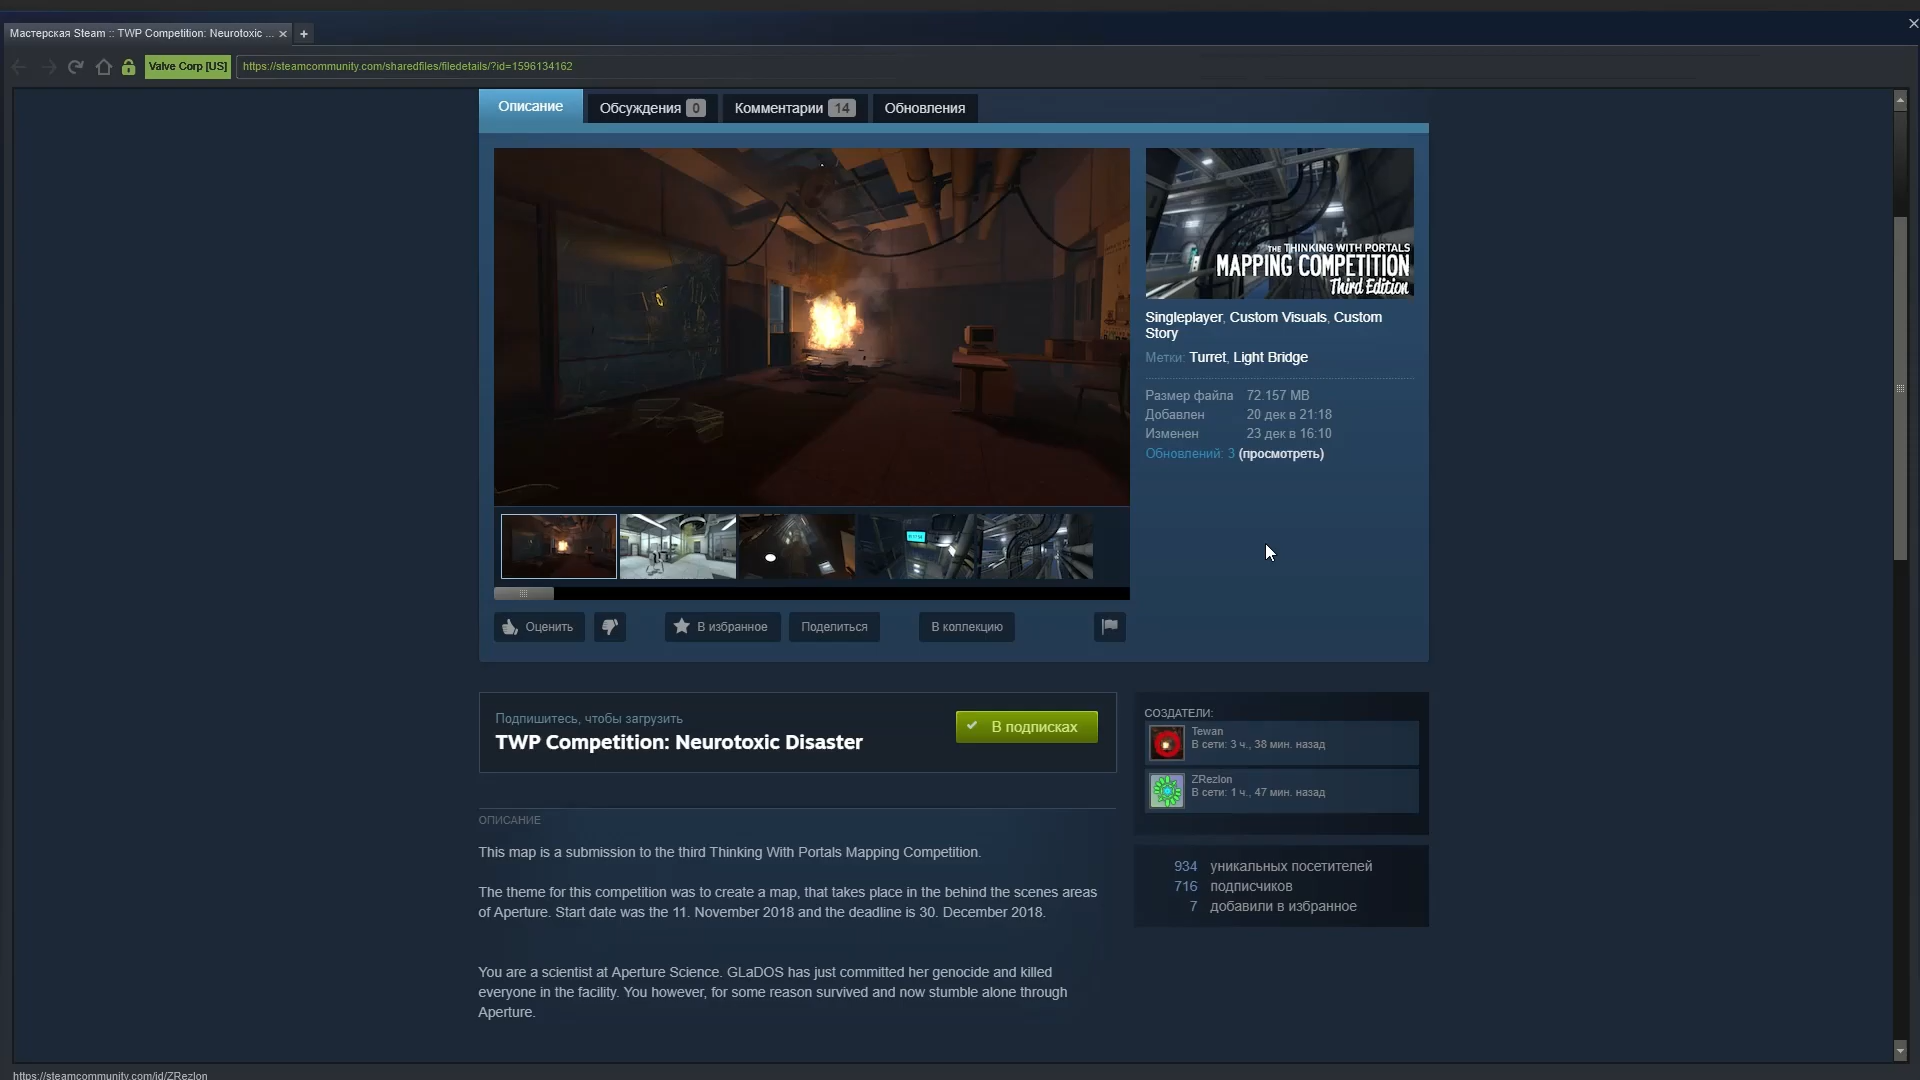 Мастерская Steam :: TWP Competition: Neurotoxic ...
Valve Corp [US]
https://steamcommunity.com/sharedfiles/filedetails/?id=1596134162
Описание
Обсуждения 0
Комментарии 14
Обновления
THE THINKING WITH PORTALS
MAPPING COMPETITION
Third Edition
Singleplayer, Custom Visuals, Custom
Story
Метки: Turret, Light Bridge
Размер файла 72.157 MB
Добавлен 20 дек в 21:18
Изменен 23 дек в 16:10
Обновлений: 3 (просмотреть)
Оценить
В избранное
Поделиться
В коллекцию
Подпишитесь, чтобы загрузить
TWP Competition: Neurotoxic Disaster
В подписках
СОЗДАТЕЛИ:
Tewan
В сети: 3 ч., 38 мин. назад
ZRezlon
В сети: 1 ч., 47 мин. назад
934 уникальных посетителей
716 подписчиков
7 добавили в избранное
ОПИСАНИЕ
This map is a submission to the third Thinking With Portals Mapping Competition.
The theme for this competition was to create a map, that takes place in the behind the scenes areas
of Aperture. Start date was the 11. November 2018 and the deadline is 30. December 2018.
You are a scientist at Aperture Science. GLaDOS has just committed her genocide and killed
everyone in the facility. You however, for some reason survived and now stumble alone through
Aperture.
https://steamcommunity.com/id/ZRezlon